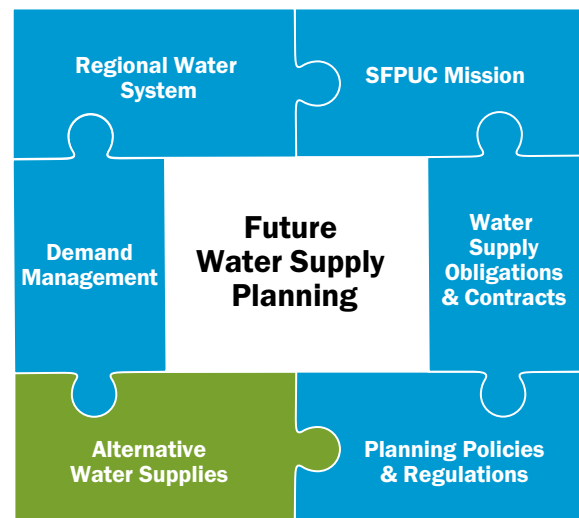 Regional Water
System
SFPUC Mission
Demand
Management
Future
Water Supply
Planning
Water
Supply
Obligations
& Contracts
Alternative
Water Supplies
Planning Policies
& Regulations